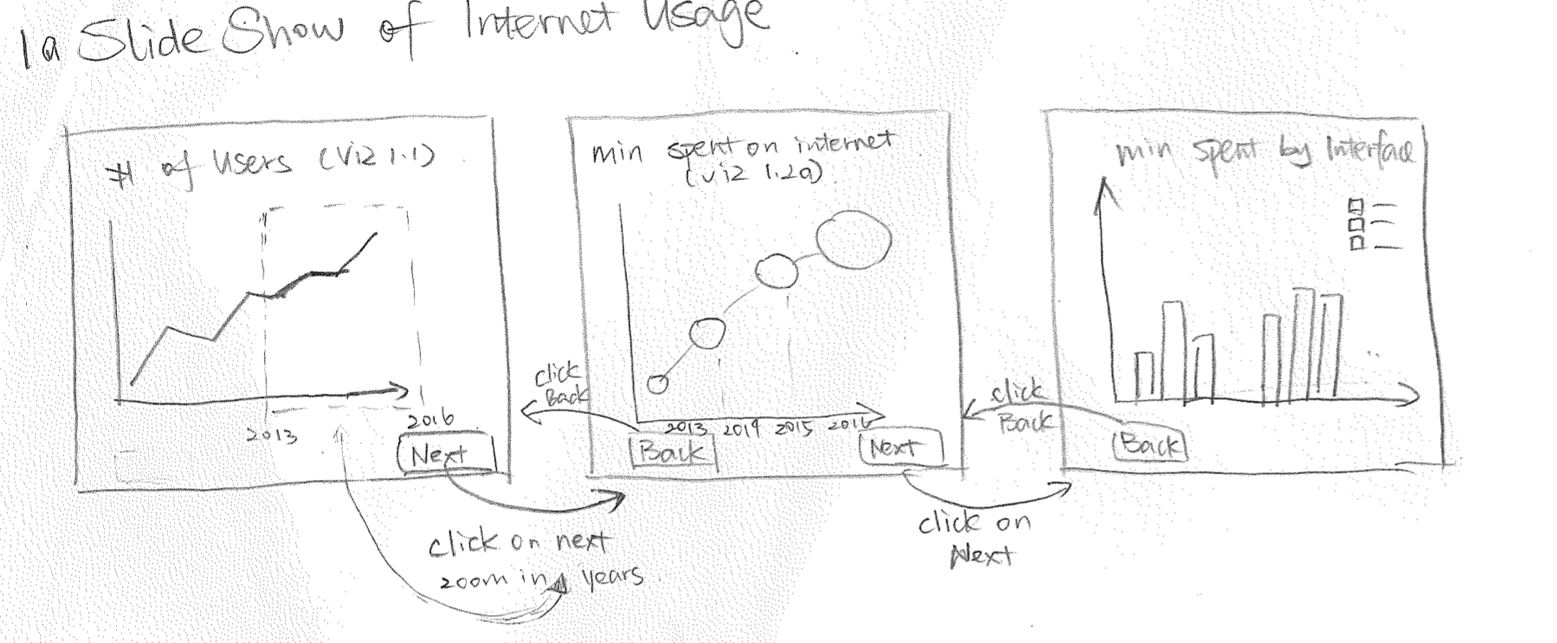 1a Slide Show of Internet Usage
# of Users (Viz 1.1)
2013
2016
Next
click on next
zoom in 4 years
click
Back
min spent on internet
(viz 1.2a)
2013 2014 2015 2016
Back
Next
click on
Next
click
Back
min spent by Interface
Back